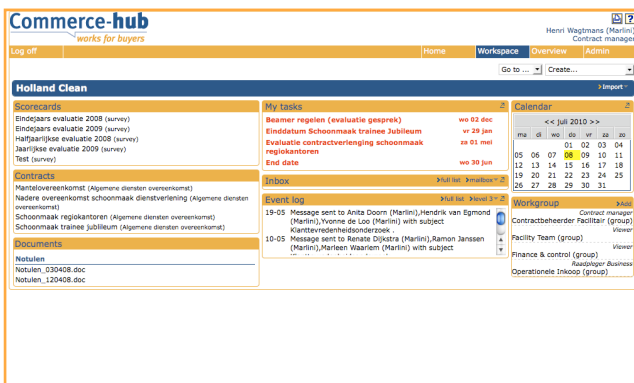 Commerce-hub
works for buyers
?
Henri Wagtmans (Marlini)
Contract manager
Log off
Home Workspace Overview Admin
Go to ... Create...
Holland Clean
Import
Scorecards
Eindejaars evaluatie 2008 (survey)
Eindejaars evaluatie 2009 (survey)
Halfjaarlijkse evaluatie 2008 (survey)
Jaarlijkse evaluatie 2009 (survey)
Test (survey)
Contracts
Mantelovereenkomst (Algemene diensten overeenkomst)
Nadere overeenkomst schoonmaak dienstverlening (Algemene diensten
overeenkomst)
Schoonmaak regiokantoren (Algemene diensten overeenkomst)
Schoonmaak trainee jubileum (Algemene diensten overeenkomst)
Documents
Notulen
Notulen_030408.doc
Notulen_120408.doc
My tasks
Beamer regelen (evaluatie gesprek) wo 02 dec
Einddatum Schoonmaak trainee Jubileum vr 29 jan
Evaluatie contractverlenging schoonmaak za 01 mei
regiokantoren
End date wo 30 jun
Inbox >full list >mailbox
Event log >full list >level 3
19-05 Message sent to Anita Doorn (Marlini),Hendrik van Egmond
(Marlini),Yvonne de Loo (Marlini) with subject
Klanttevredenheidsonderzoek .
10-05 Message sent to Renate Dijkstra (Marlini),Ramon Janssen
(Marlini),Marleen Waarlem (Marlini) with subject
Calendar
<< juli 2010 >>
ma di wo do vr za zo
01 02 03 04
05 06 07 08 09 10 11
12 13 14 15 16 17 18
19 20 21 22 23 24 25
26 27 28 29 30 31
Workgroup >Add
Contract manager
Contractbeheerder Facilitair (group)
Viewer
Facility Team (group)
Viewer
Finance & control (group)
Raadpleger Business
Operationele Inkoop (group)